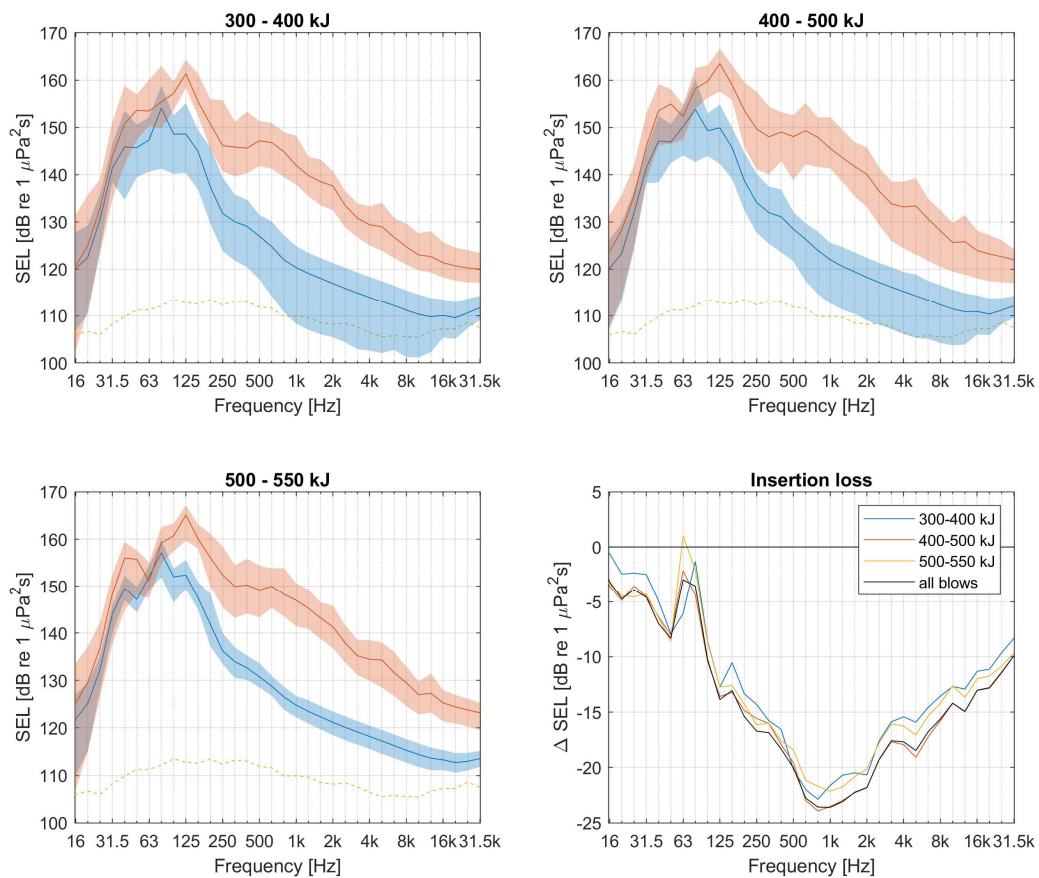 300 - 400 kJ
170
160
150
140
130
120
110
100
SEL [dB re 1 μPa²s]
16 31.5 63 125 250 500 1k 2k 4k 8k 16k 31.5k
Frequency [Hz]
400 - 500 kJ
170
160
150
140
130
120
110
100
SEL [dB re 1 μPa²s]
16 31.5 63 125 250 500 1k 2k 4k 8k 16k 31.5k
Frequency [Hz]
500 - 550 kJ
170
160
150
140
130
120
110
100
SEL [dB re 1 μPa²s]
16 31.5 63 125 250 500 1k 2k 4k 8k 16k 31.5k
Frequency [Hz]
Insertion loss
5
0
-5
-10
-15
-20
-25
Δ SEL [dB re 1 μPa²s]
300-400 kJ
400-500 kJ
500-550 kJ
all blows
16 31.5 63 125 250 500 1k 2k 4k 8k 16k 31.5k
Frequency [Hz]